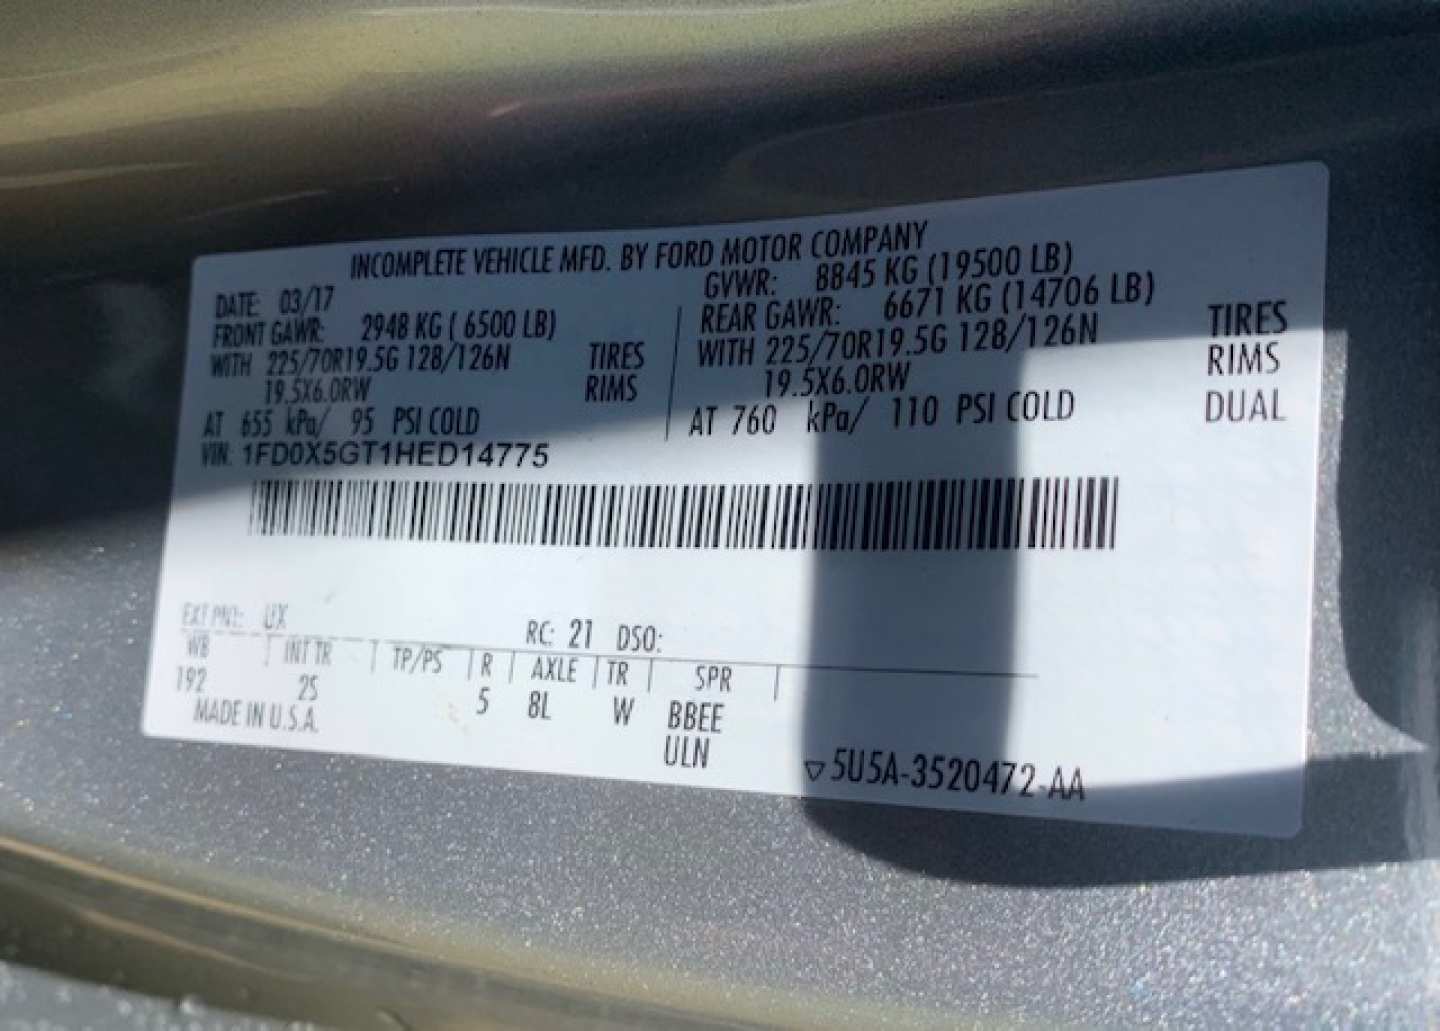 INCOMPLETE VEHICLE MFD. BY FORD MOTOR COMPANY
DATE: 03/17
GVWR: 8845 KG (19500 LB)
FRONT GAWR: 2948 KG ( 6500 LB)
REAR GAWR: 6671 KG (14706 LB)
WITH 225/70R19.5G 128/126N TIRES
WITH 225/70R19.5G 128/126N TIRES
19.5X6.0RW RIMS
19.5X6.0RW RIMS
AT 655 kPa/ 95 PSI COLD
AT 760 kPa/ 110 PSI COLD DUAL
VIN: 1FD0X5GT1HED14775
EXT PNT: UX RC: 21 DSO:
WB INT TR TP/PS R AXLE TR SPR
192 2S 5 8L W BBEE
MADE IN U.S.A. ULN
▽5U5A-3520472-AA